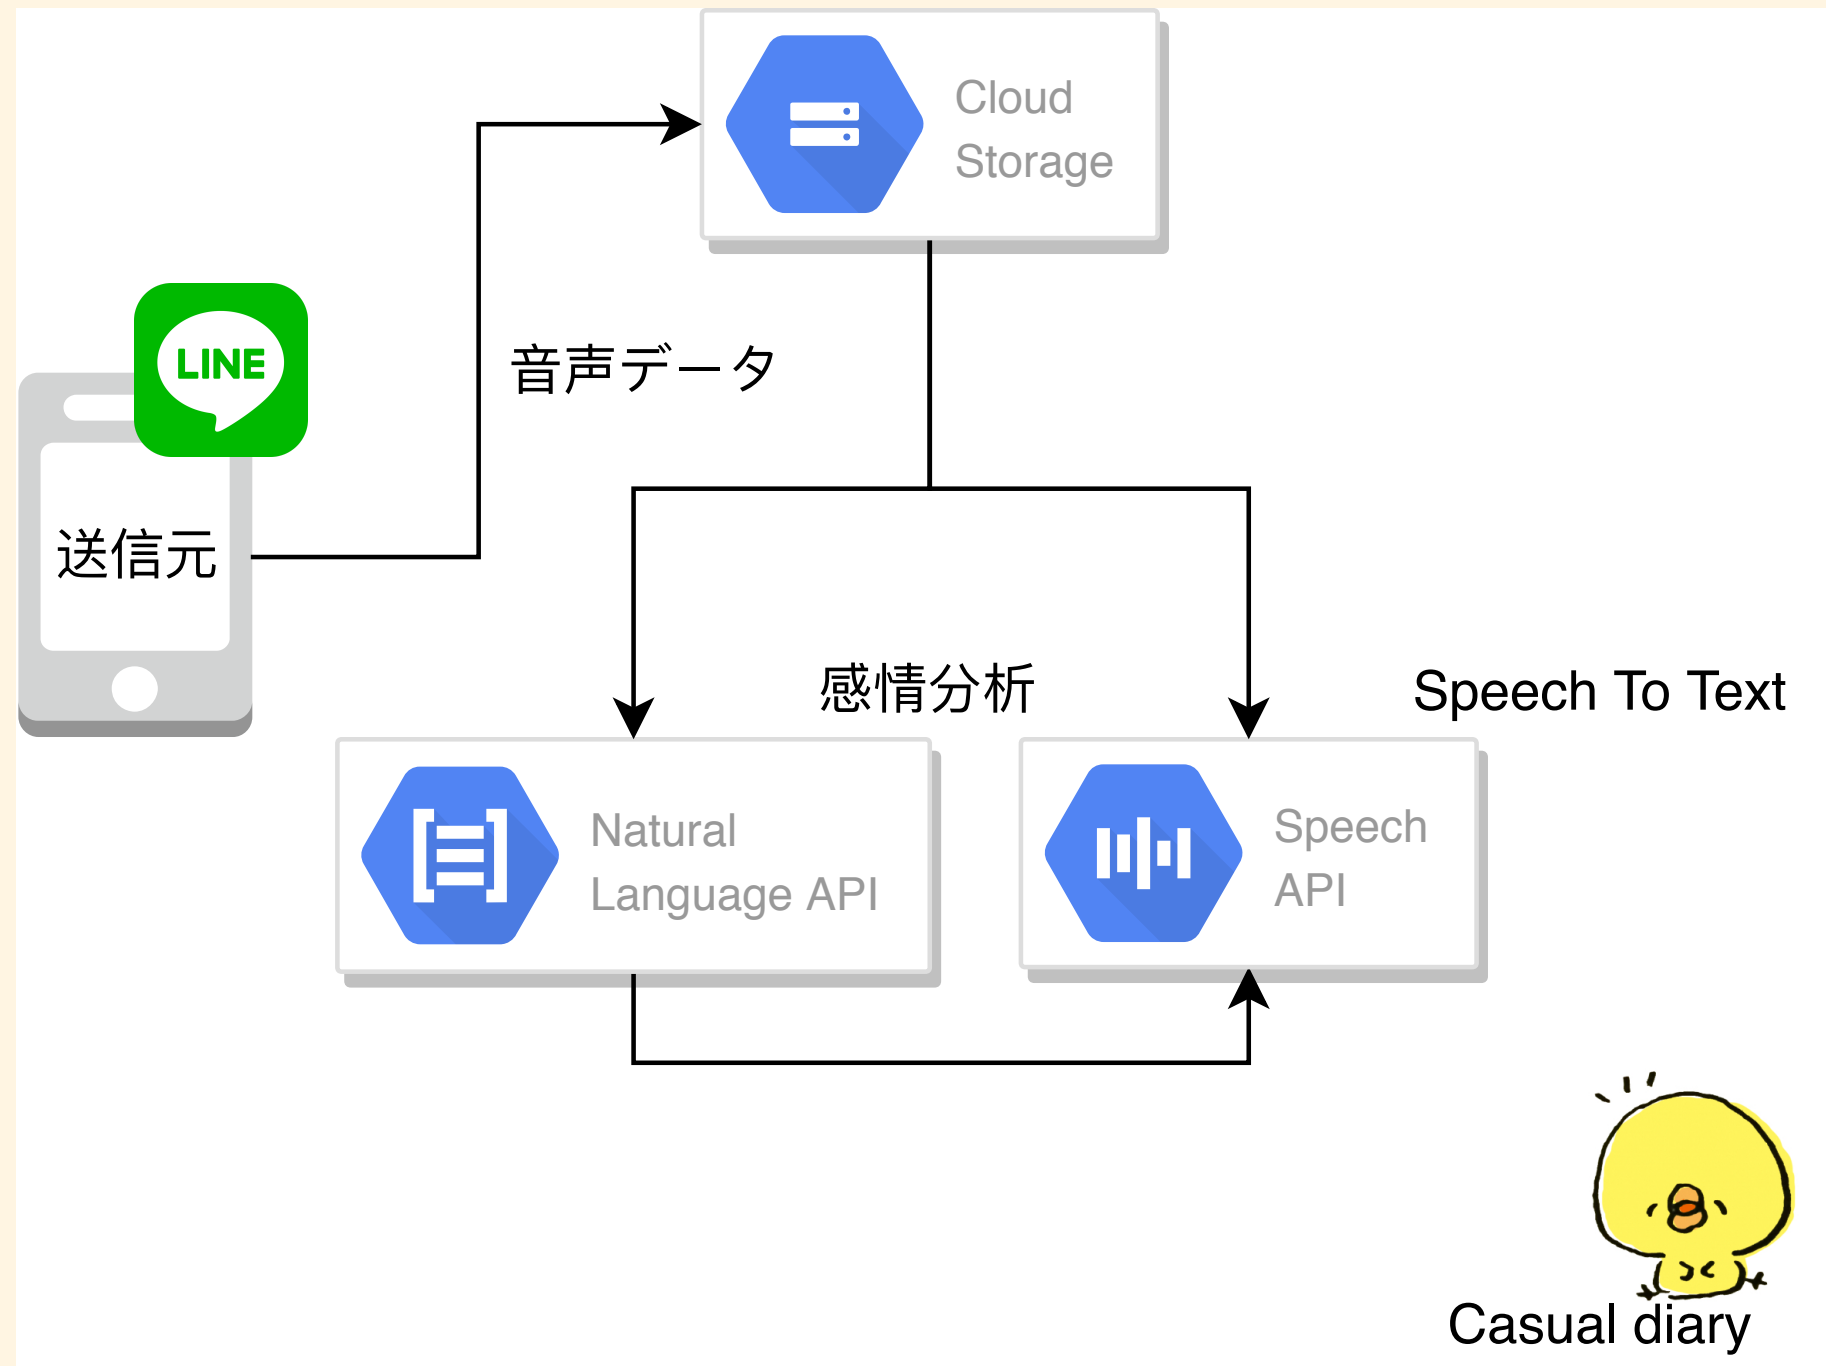 Cloud
Storage
LINE
音声データ
送信元
感情分析
Speech To Text
Natural
Language API
Speech
API
Casual diary